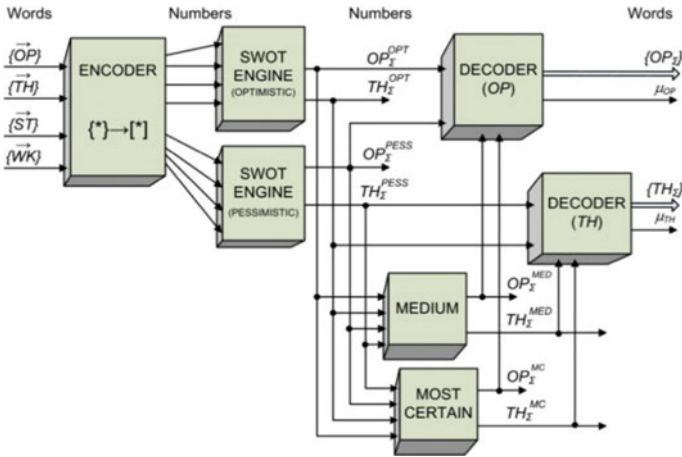 Words
Numbers
Numbers
Words
{OP}
{TH}
{ST}
{WK}
ENCODER
{*}→[*]
SWOT
ENGINE
(OPTIMISTIC)
SWOT
ENGINE
(PESSIMISTIC)
OP_Σ^OPT
TH_Σ^OPT
OP_Σ^PESS
TH_Σ^PESS
DECODER
(OP)
{OP_Σ}
μ_OP
DECODER
(TH)
{TH_Σ}
μ_TH
MEDIUM
OP_Σ^MED
TH_Σ^MED
MOST
CERTAIN
OP_Σ^MC
TH_Σ^MC